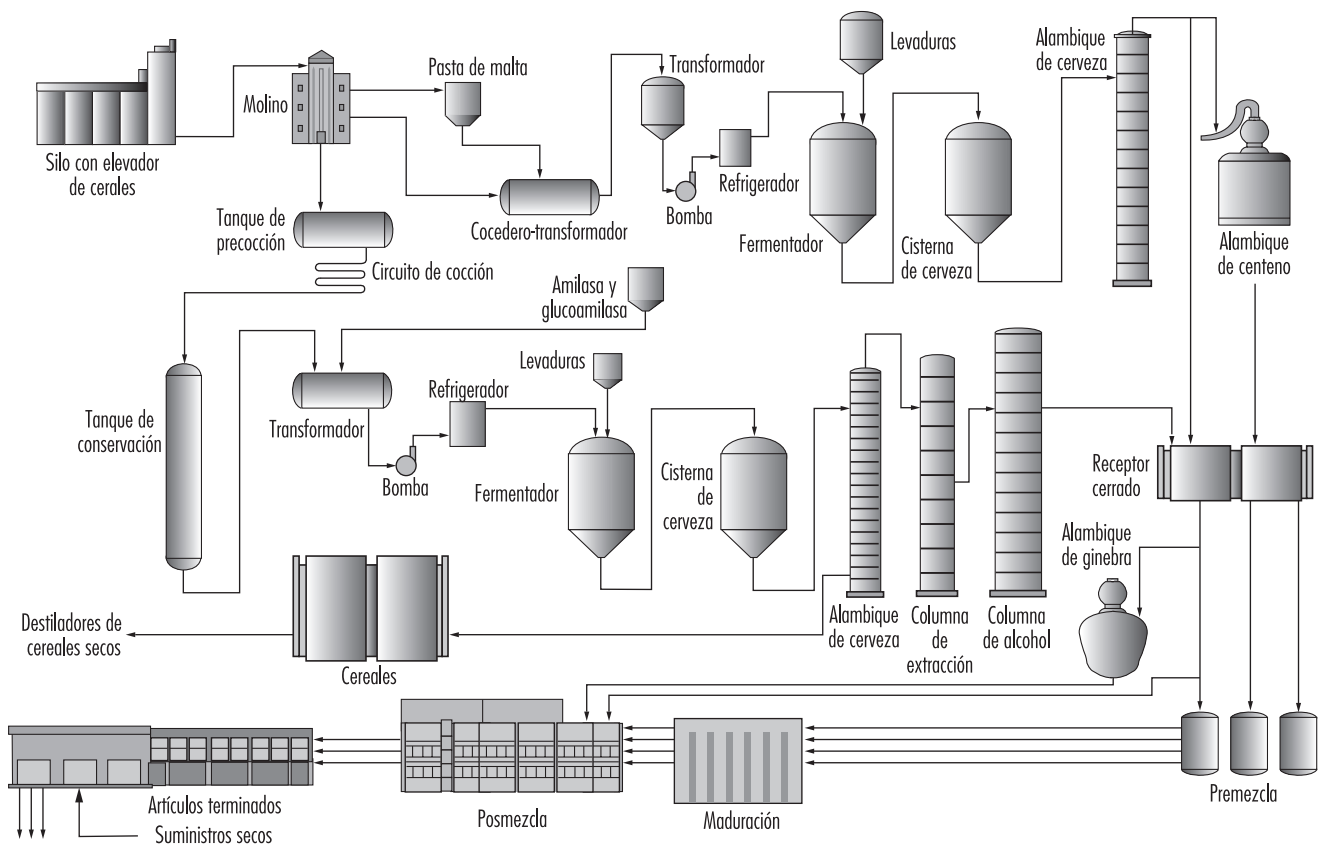 Levaduras
Alambique
de cerveza
Pasta de malta
Transformador
Molino
Silo con elevador
de cerales
Refrigerador
Bomba
Tanque de
precocción
Cocedero-transformador
Fermentador
Cisterna
de cerveza
Alambique
de centeno
Circuito de cocción
Amilasa y
glucoamilasa
Levaduras
Refrigerador
Tanque de
conservación
Transformador
Bomba
Fermentador
Cisterna
de
cerveza
Receptor
cerrado
Alambique
de ginebra
Destiladores de
cereales secos
Cereales
Alambique
de cerveza
Columna
de
extracción
Columna
de alcohol
Artículos terminados
Suministros secos
Posmezcla
Maduración
Premezcla